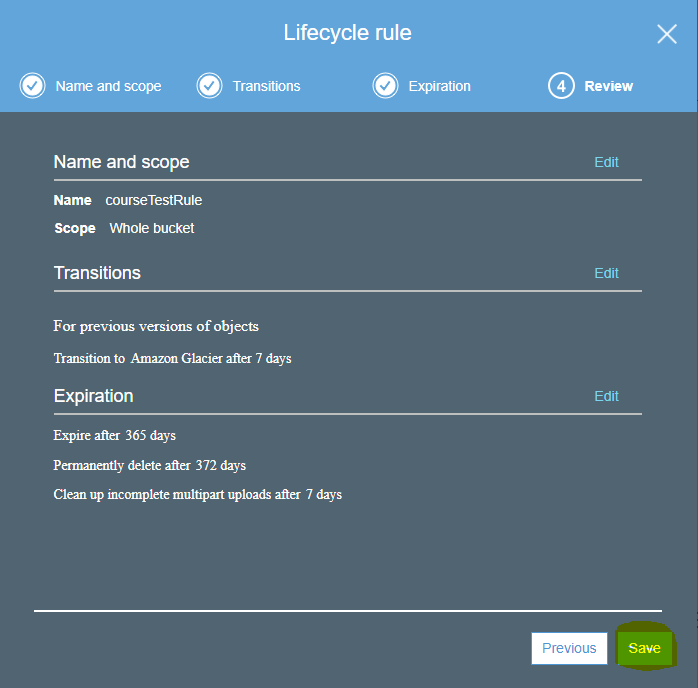 Lifecycle rule
Name and scope Transitions Expiration 4 Review
Name and scope Edit
Name courseTestRule
Scope Whole bucket
Transitions Edit
For previous versions of objects
Transition to Amazon Glacier after 7 days
Expiration Edit
Expire after 365 days
Permanently delete after 372 days
Clean up incomplete multipart uploads after 7 days
Previous Save